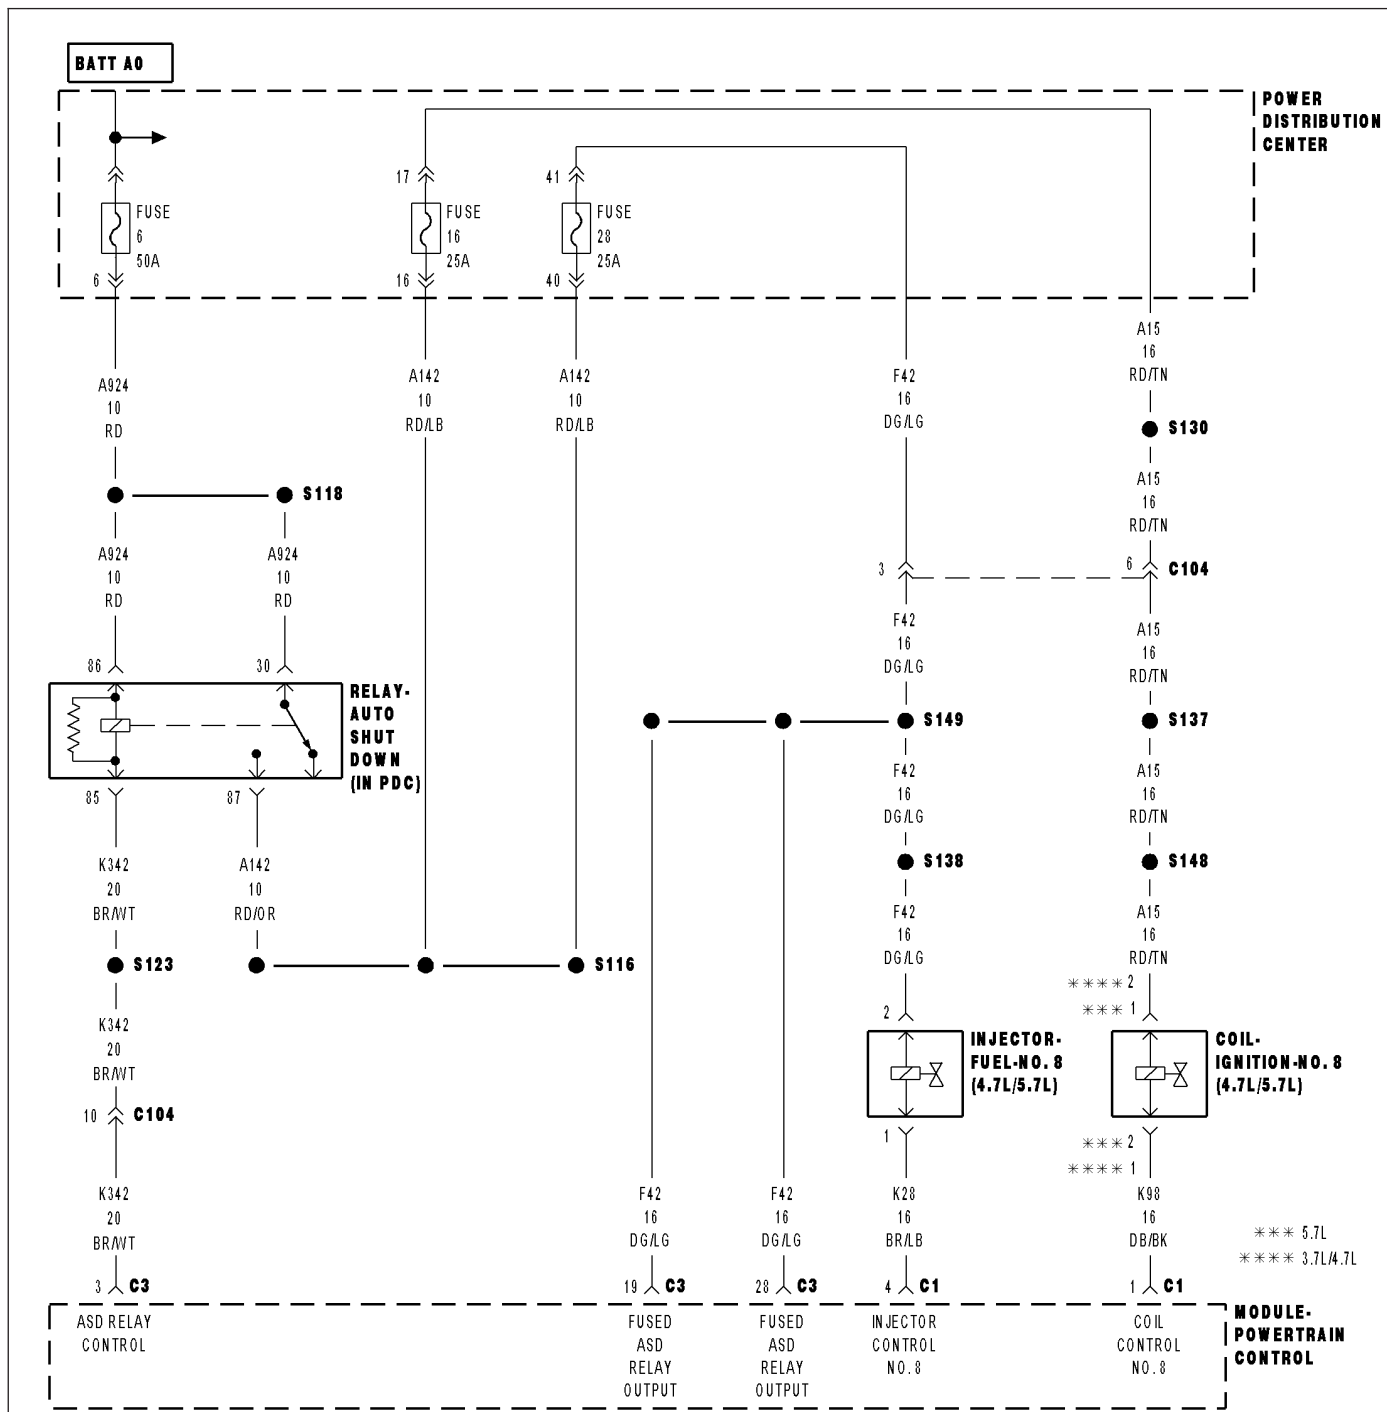 BATT A0
POWER
DISTRIBUTION
CENTER
17
41
FUSE
6
50A
FUSE
16
25A
FUSE
28
25A
6
16
40
A924
10
RD
A142
10
RD/LB
A142
10
RD/LB
F42
16
DG/LG
A15
16
RD/TN
S130
S118
A15
16
RD/TN
A924
10
RD
A924
10
RD
3
6
C104
F42
16
DG/LG
A15
16
RD/TN
86
30
RELAY-
AUTO
SHUT
DOWN
(IN PDC)
S149
S137
85
87
F42
16
DG/LG
A15
16
RD/TN
K342
20
BR/WT
A142
10
RD/OR
S138
S148
F42
16
DG/LG
A15
16
RD/TN
S123
S116
**** 2
*** 1
2
K342
20
BR/WT
INJECTOR-
FUEL-NO. 8
(4.7L/5.7L)
COIL-
IGNITION-NO. 8
(4.7L/5.7L)
10
C104
1
*** 2
**** 1
K342
20
BR/WT
F42
16
DG/LG
F42
16
DG/LG
K28
16
BR/LB
K98
16
DB/BK
*** 5.7L
**** 3.7L/4.7L
3
C3
19
C3
28
C3
4
C1
1
C1
ASD RELAY
CONTROL
FUSED
ASD
RELAY
OUTPUT
FUSED
ASD
RELAY
OUTPUT
INJECTOR
CONTROL
NO. 8
COIL
CONTROL
NO. 8
MODULE-
POWERTRAIN
CONTROL